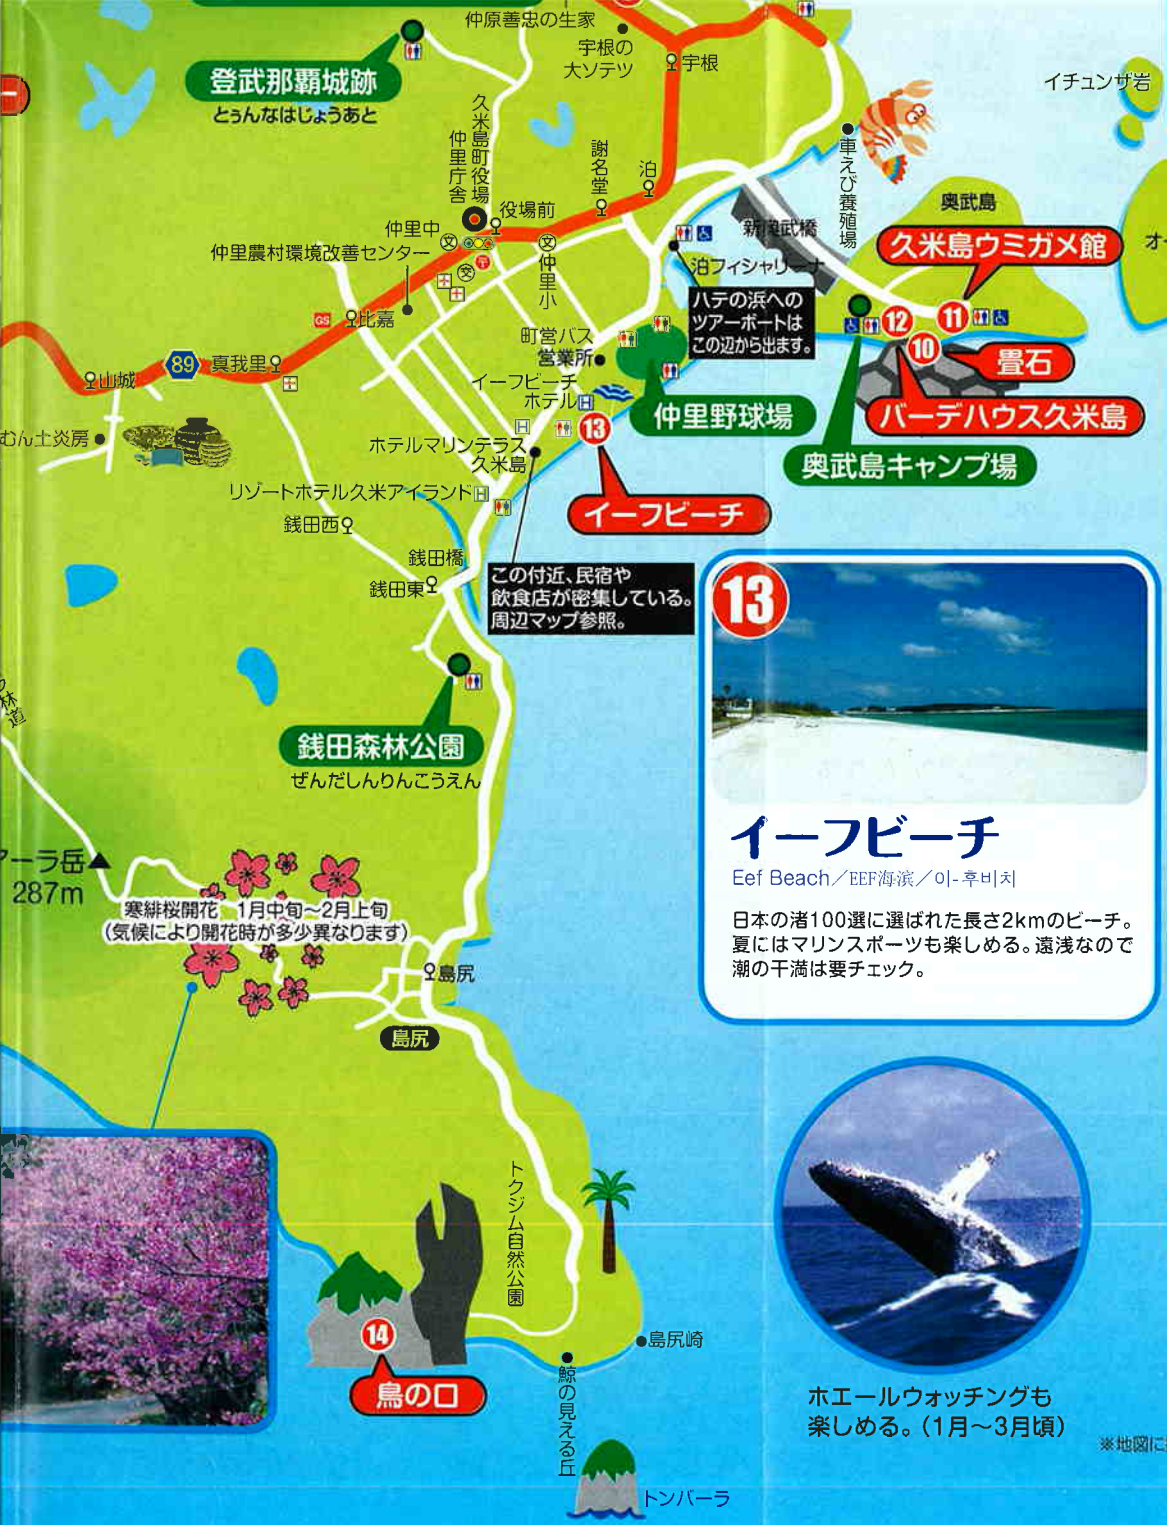 仲原善忠の生家
宇根の
大ソテツ
宇根
イチュンザ岩
登武那覇城跡
とぅんなはじょうあと
久米島町役場
仲里庁舎
謝名堂
泊
車えび養殖場
奥武島
久米島ウミガメ館
オー
役場前
仲里中
文
仲里農村環境改善センター
文
仲里小
文
泊フィシャリーナ
ハテの浜への
ツアーボートは
この辺から出ます。
GS
比嘉
町営バス
営業所
12
11
10
畳石
89
真我里
山城
イーフビーチ
ホテル
H
仲里野球場
バーデハウス久米島
むん土炎房
H
13
ホテルマリンテラス
久米島
奥武島キャンプ場
リゾートホテル久米アイランド
H
イーフビーチ
銭田西
銭田橋
銭田東
この付近、民宿や
飲食店が密集している。
周辺マップ参照。
13
林道
銭田森林公園
ぜんだしんりんこうえん
イーフビーチ
Eef Beach/EEF海滨/이-후비치
日本の渚100選に選ばれた長さ2kmのビーチ。
夏にはマリンスポーツも楽しめる。遠浅なので
潮の干満は要チェック。
アーラ岳
287m
寒緋桜開花 1月中旬~2月上旬
(気候により開花時が多少異なります)
島尻
島尻
トクジム自然公園
14
鳥の口
島尻崎
鯨の見える丘
トンバーラ
ホエールウォッチングも
楽しめる。(1月~3月頃)
※地図に